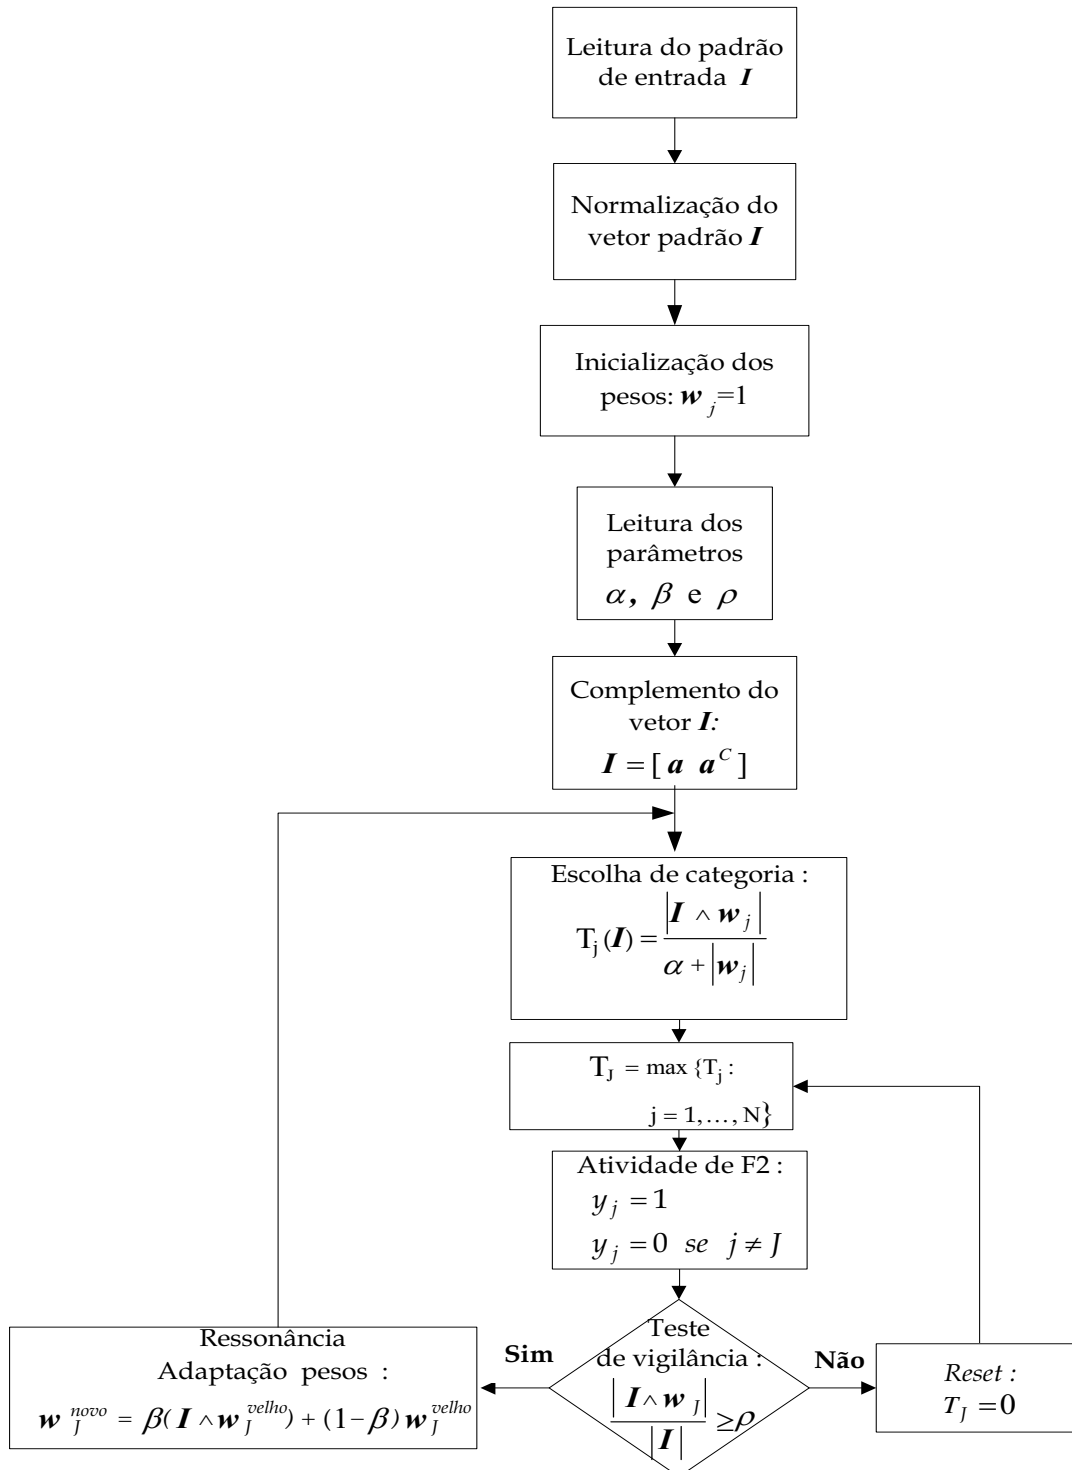 Leitura do padrão
de entrada I
Normalização do
vetor padrão I
Inicialização dos
pesos: w j=1
Leitura dos
parâmetros
α, β e ρ
Complemento do
vetor I:
I = [ a a^C ]
Escolha de categoria :
T_j (I) = |I ∧ w_j| / (α + |w_j|)
T_J = max {T_j :
j = 1,…, N}
Atividade de F2 :
y_j = 1
y_j = 0 se j ≠ J
Teste
de vigilância :
|I ∧ w_J| / |I| ≥ ρ
Sim
Não
Ressonância
Adaptação pesos :
w_J^novo = β(I ∧ w_J^velho) + (1−β) w_J^velho
Reset :
T_J = 0